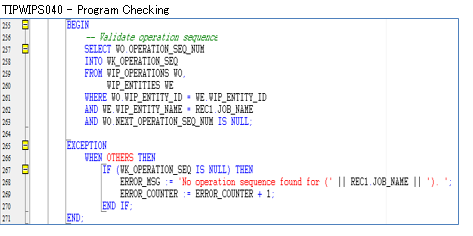 TIPWIPS040 - Program Checking
255 BEGIN
256 -- Validate operation sequence
257 SELECT WO.OPERATION_SEQ_NUM
258 INTO WK_OPERATION_SEQ
259 FROM WIP_OPERATIONS WO,
260 WIP_ENTITIES WE
261 WHERE WO.WIP_ENTITY_ID = WE.WIP_ENTITY_ID
262 AND WE.WIP_ENTITY_NAME = REC1.JOB_NAME
263 AND WO.NEXT_OPERATION_SEQ_NUM IS NULL;
264
265 EXCEPTION
266 WHEN OTHERS THEN
267 IF (WK_OPERATION_SEQ IS NULL) THEN
268 ERROR_MSG := 'No operation sequence found for (' || REC1.JOB_NAME || '). ';
269 ERROR_COUNTER := ERROR_COUNTER + 1;
270 END IF;
271 END;